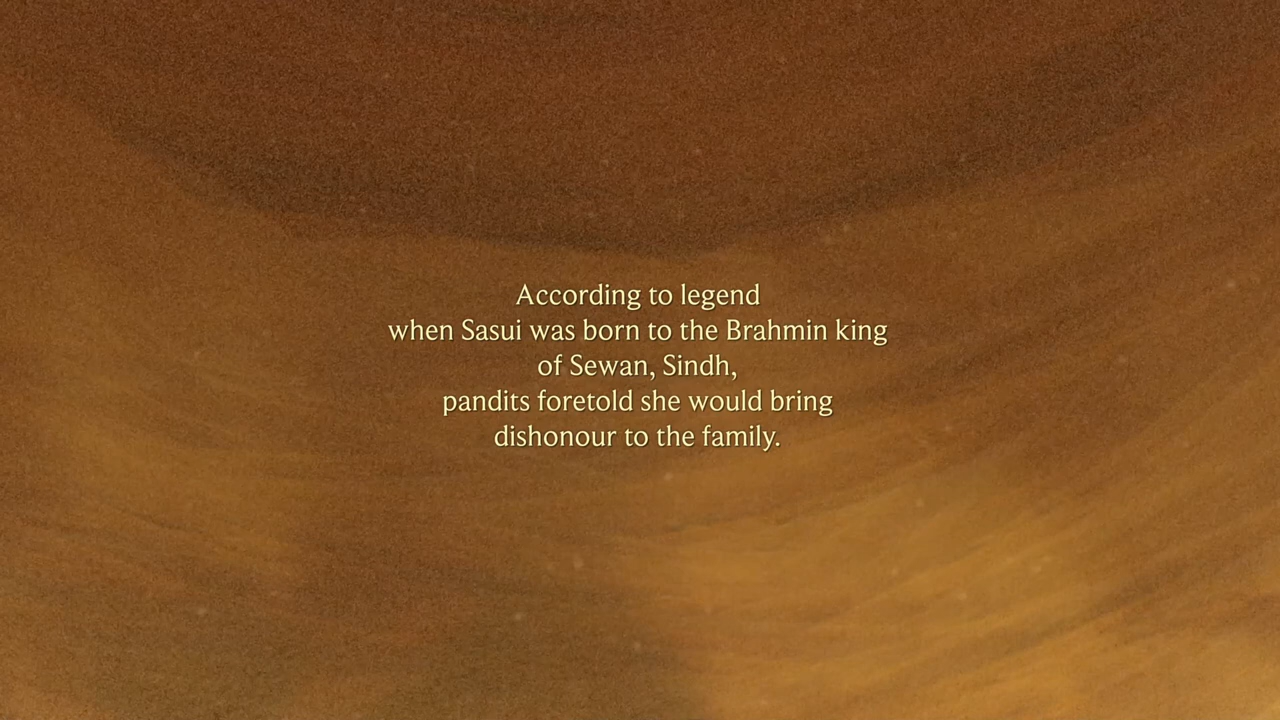 According to legend
when Sasui was born to the Brahmin king
of Sewan, Sindh,
pandits foretold she would bring
dishonour to the family.